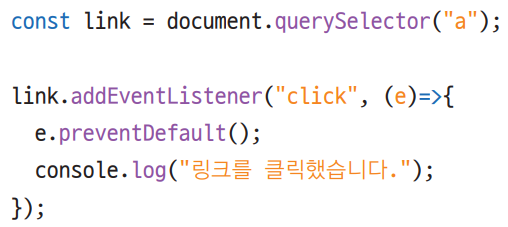 const link = document.querySelector("a");

link.addEventListener("click", (e)=>{
  e.preventDefault();
  console.log("링크를 클릭했습니다.");
});